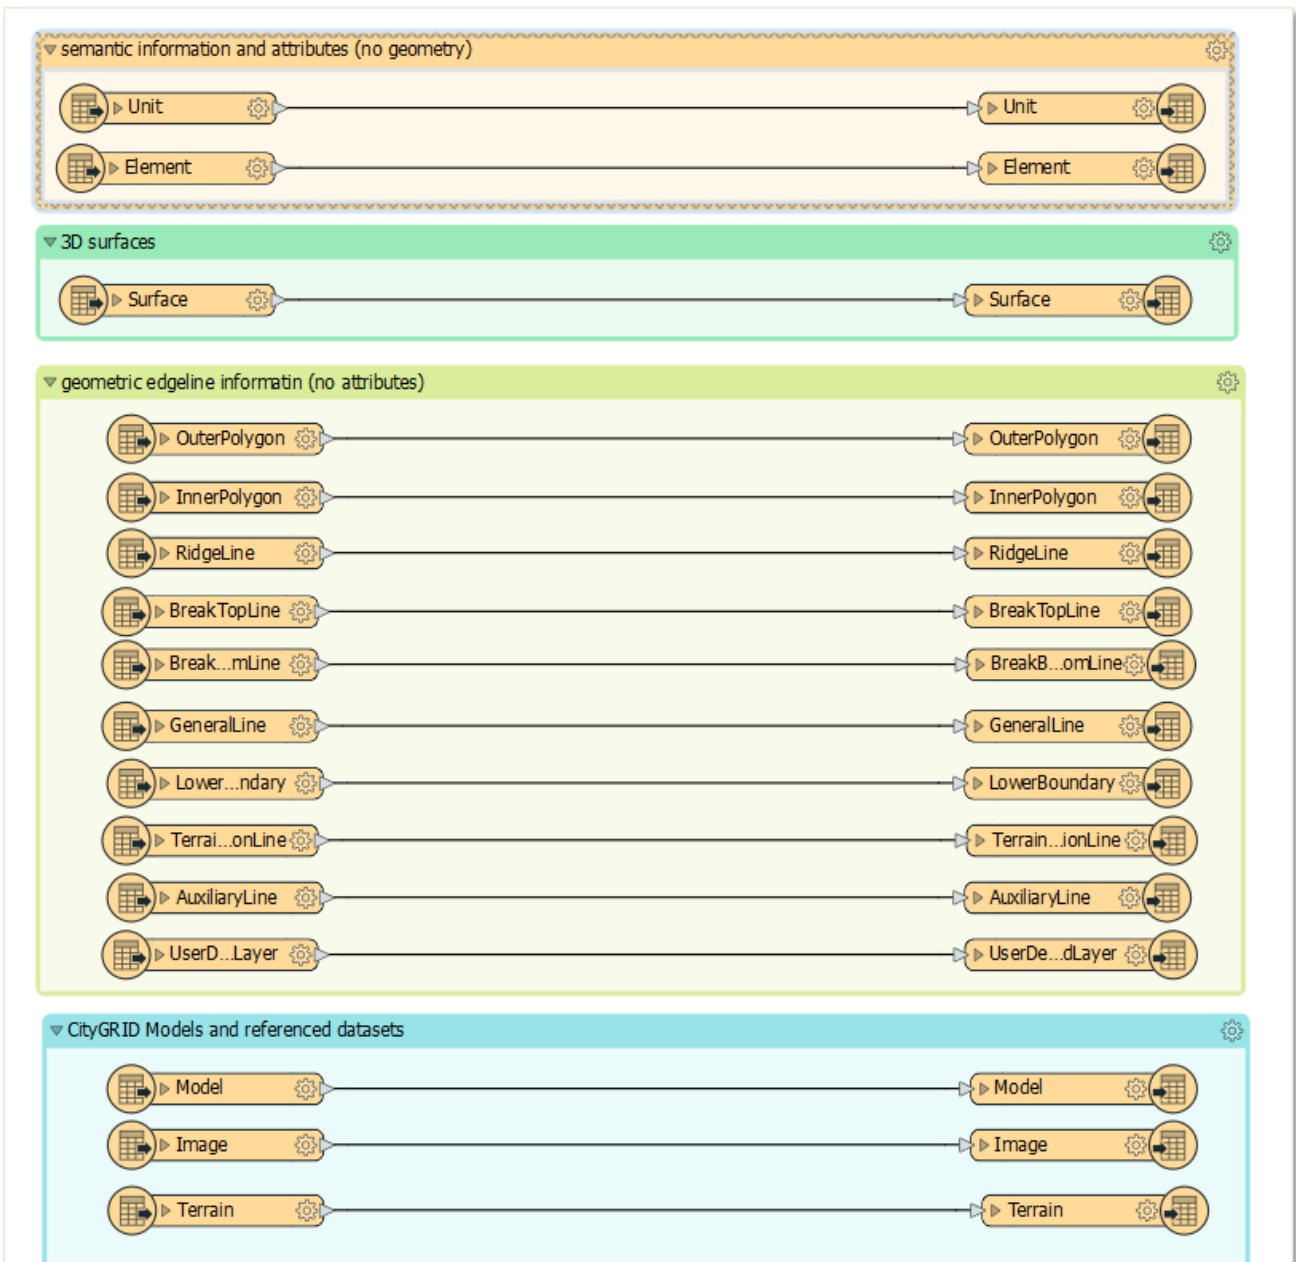 semantic information and attributes (no geometry)
Unit Unit
Element Element
3D surfaces
Surface Surface
geometric edgeline informatin (no attributes)
OuterPolygon OuterPolygon
InnerPolygon InnerPolygon
RidgeLine RidgeLine
BreakTopLine BreakTopLine
Break...mLine BreakB...omLine
GeneralLine GeneralLine
Lower...ndary LowerBoundary
Terrai...onLine Terrain...ionLine
AuxiliaryLine AuxiliaryLine
UserD...Layer UserDe...dLayer
CityGRID Models and referenced datasets
Model Model
Image Image
Terrain Terrain